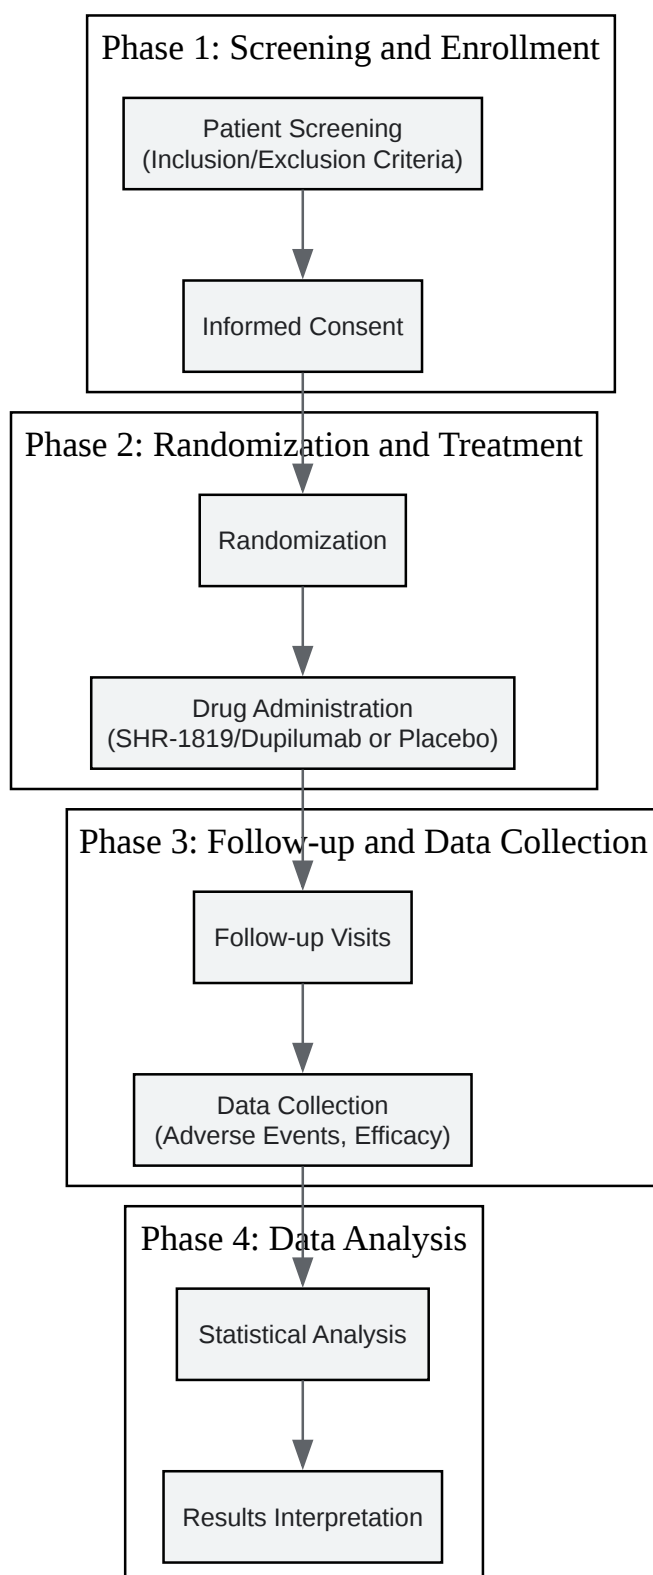 Phase 1: Screening and Enrollment
Patient Screening
(Inclusion/Exclusion Criteria)
Informed Consent
Phase 2: Randomization and Treatment
Randomization
Drug Administration
(SHR-1819/Dupilumab or Placebo)
Phase 3: Follow-up and Data Collection
Follow-up Visits
Data Collection
(Adverse Events, Efficacy)
Phase 4: Data Analysis
Statistical Analysis
Results Interpretation